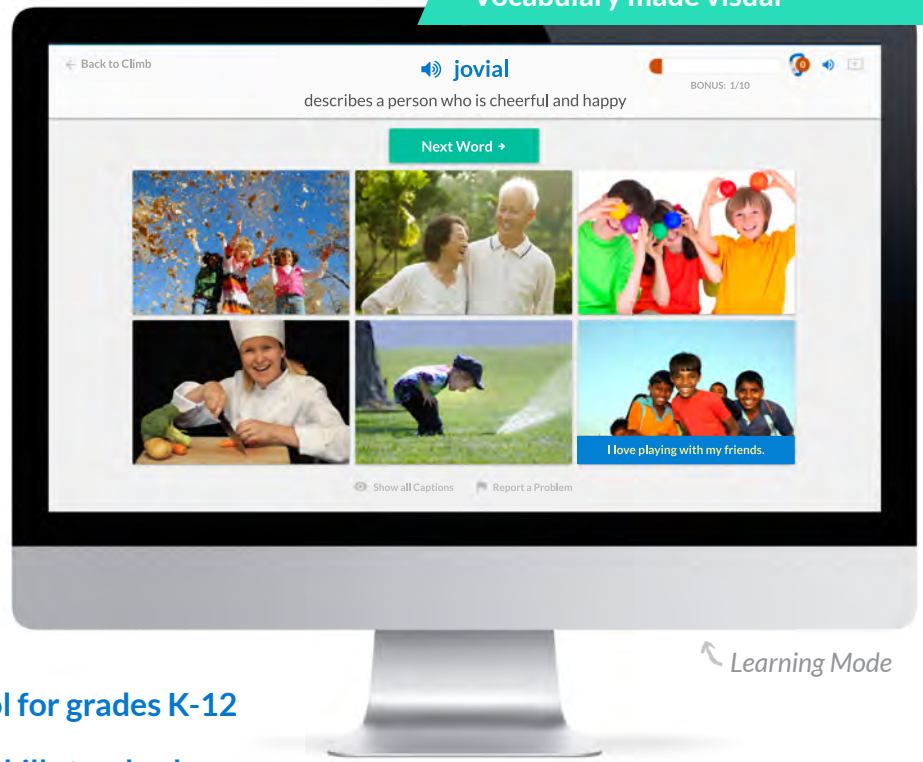 Vocabulary made visual
Back to Climb
jovial
BONUS: 1/10
0
describes a person who is cheerful and happy
Next Word
I love playing with my friends.
Show all Captions
Report a Problem
Learning Mode
for grades K-12